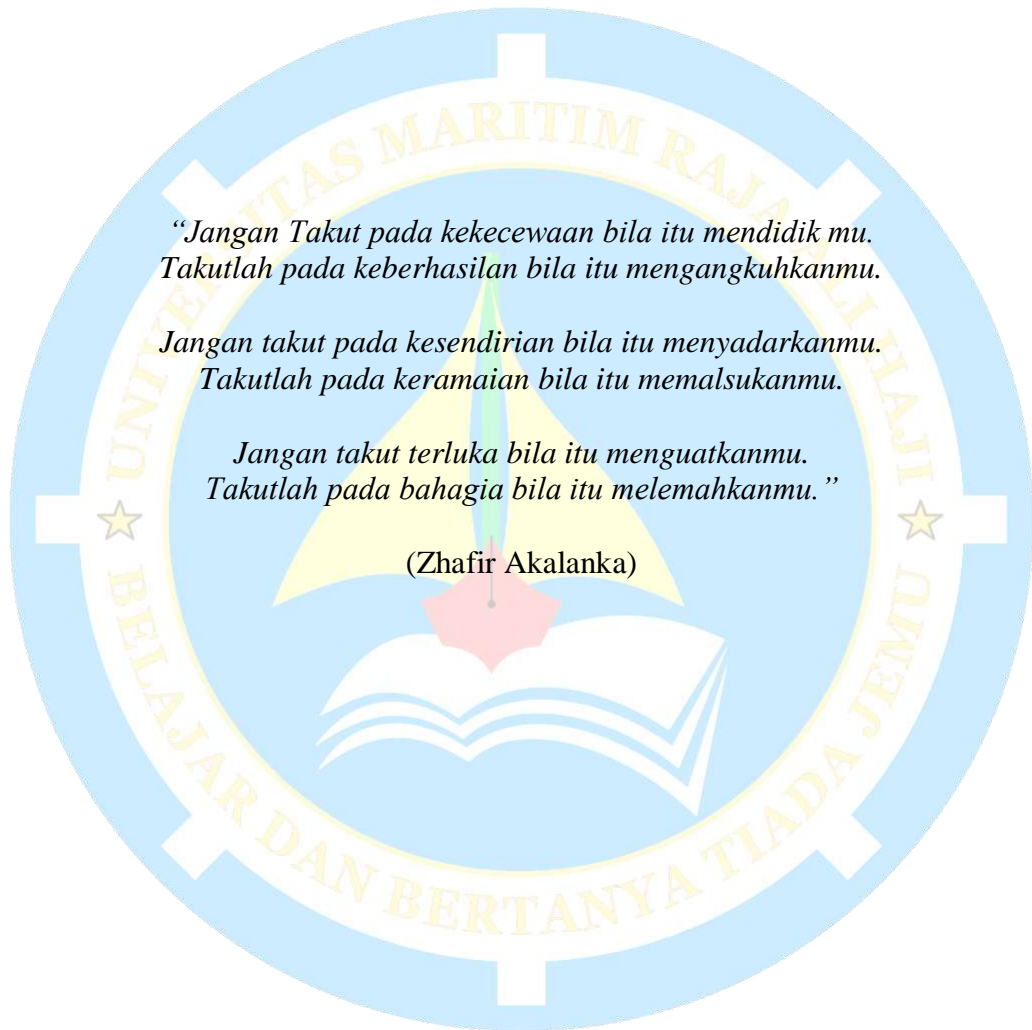 UNIVERSITAS MARITIM RAJA ALI HAJI
“Jangan Takut pada kekecewaan bila itu mendidik mu.
Takutlah pada keberhasilan bila itu mengangkuhkanmu.
Jangan takut pada kesendirian bila itu menyadarkanmu.
Takutlah pada keramaian bila itu memalsukanmu.
Jangan takut terluka bila itu menguatkanmu.
Takutlah pada bahagia bila itu melemahkanmu.”
(Zhafir Akalanka)
BELAJAR DAN BERTANYA TIADA JEMU